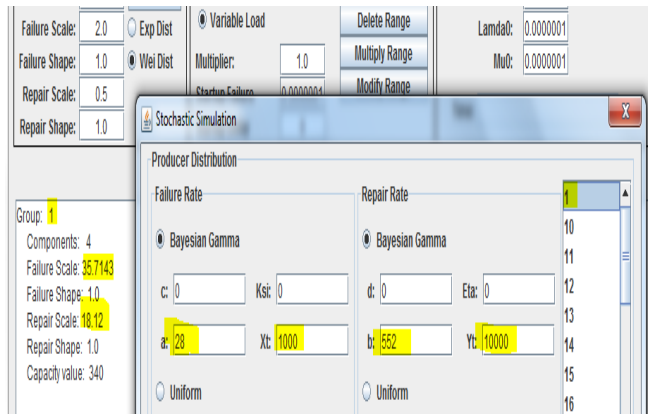 Failure Scale: 2.0 Exp Dist Variable Load Delete Range Lamda0: 0.0000001
Failure Shape: 1.0 Wei Dist Multiplier: 1.0 Multiply Range Mu0: 0.0000001
Repair Scale: 0.5 Startup Failure 0.0000001 Modify Range
Repair Shape: 1.0
Stochastic Simulation
Producer Distribution
Failure Rate Repair Rate 1
Group: 1 10
Components: 4 Bayesian Gamma Bayesian Gamma 11
Failure Scale: 35.7143
Failure Shape: 1.0 c: 0 Ksi: 0 d: 0 Eta: 0 12
Repair Scale: 18.12 13
Repair Shape: 1.0 a: 28 Xt: 1000 b: 552 Yt: 10000 14
Capacity value: 340 15
Uniform Uniform 16